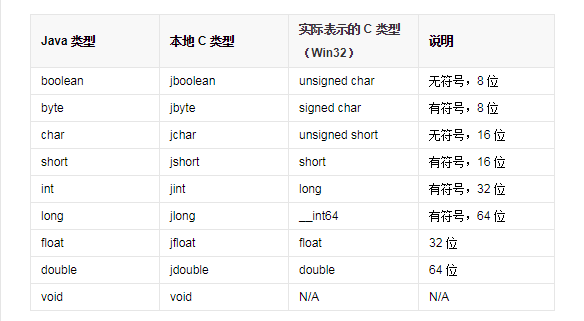 Java 类型 本地 C 类型 实际表示的 C 类型
（Win32） 说明
boolean jboolean unsigned char 无符号，8 位
byte jbyte signed char 有符号，8 位
char jchar unsigned short 无符号，16 位
short jshort short 有符号，16 位
int jint long 有符号，32 位
long jlong __int64 有符号，64 位
float jfloat float 32 位
double jdouble double 64 位
void void N/A N/A